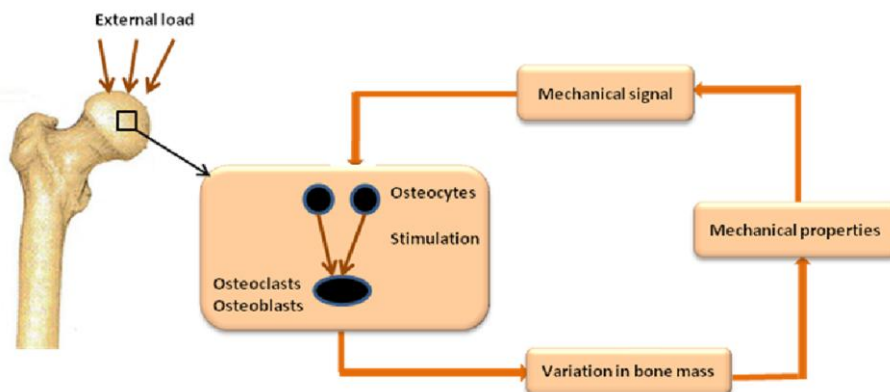 External load
Mechanical signal
Osteocytes
Stimulation
Osteoclasts
Osteoblasts
Mechanical properties
Variation in bone mass